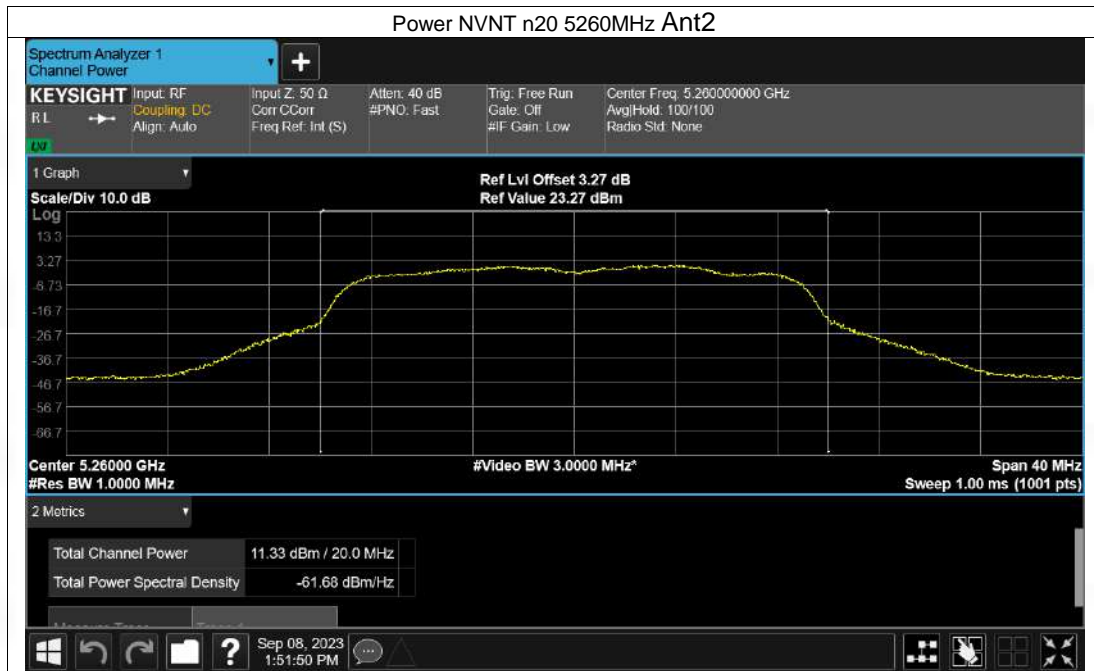 Power NVNT n20 5260MHz Ant2
Spectrum Analyzer 1
Channel Power
KEYSIGHT
RL
LXI
Input: RF
Coupling: DC
Align: Auto
Input Z: 50 Ω
Corr CCorr
Freq Ref: Int (S)
Atten: 40 dB
#PNO: Fast
Trig: Free Run
Gate: Off
#IF Gain: Low
Center Freq: 5.260000000 GHz
Avg|Hold: 100/100
Radio Std: None
1 Graph
Scale/Div 10.0 dB
Ref Lvl Offset 3.27 dB
Ref Value 23.27 dBm
Log
13.3
3.27
-6.73
-16.7
-26.7
-36.7
-46.7
-56.7
-66.7
Center 5.26000 GHz
#Video BW 3.0000 MHz*
Span 40 MHz
#Res BW 1.0000 MHz
Sweep 1.00 ms (1001 pts)
2 Metrics
Total Channel Power 11.33 dBm / 20.0 MHz
Total Power Spectral Density -61.68 dBm/Hz
Sep 08, 2023
1:51:50 PM